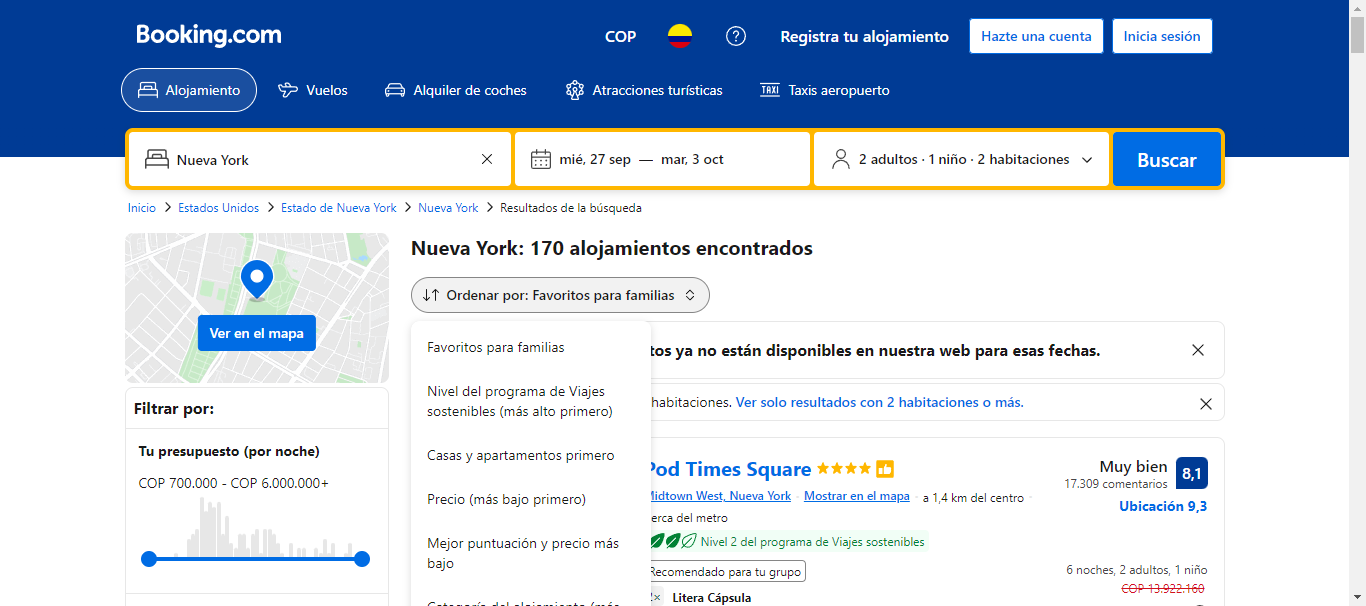 Booking.com
COP
Registra tu alojamiento
Hazte una cuenta
Inicia sesión
Alojamiento
Vuelos
Alquiler de coches
Atracciones turísticas
TAXI Taxis aeropuerto
Nueva York
mié, 27 sep — mar, 3 oct
2 adultos · 1 niño · 2 habitaciones
Buscar
Inicio > Estados Unidos > Estado de Nueva York > Nueva York > Resultados de la búsqueda
Ver en el mapa
Filtrar por:
Tu presupuesto (por noche)
COP 700.000 - COP 6.000.000+
Nueva York: 170 alojamientos encontrados
Ordenar por: Favoritos para familias
Favoritos para familias
Nivel del programa de Viajes
sostenibles (más alto primero)
Casas y apartamentos primero
Precio (más bajo primero)
Mejor puntuación y precio más
bajo
Categoría del alojamiento (más
tos ya no están disponibles en nuestra web para esas fechas.
habitaciones. Ver solo resultados con 2 habitaciones o más.
Pod Times Square
Midtown West, Nueva York · Mostrar en el mapa · a 1,4 km del centro ·
erca del metro
Nivel 2 del programa de Viajes sostenibles
Recomendado para tu grupo
2× Litera Cápsula
Muy bien
17.309 comentarios
8,1
Ubicación 9,3
6 noches, 2 adultos, 1 niño
COP 13.922.160